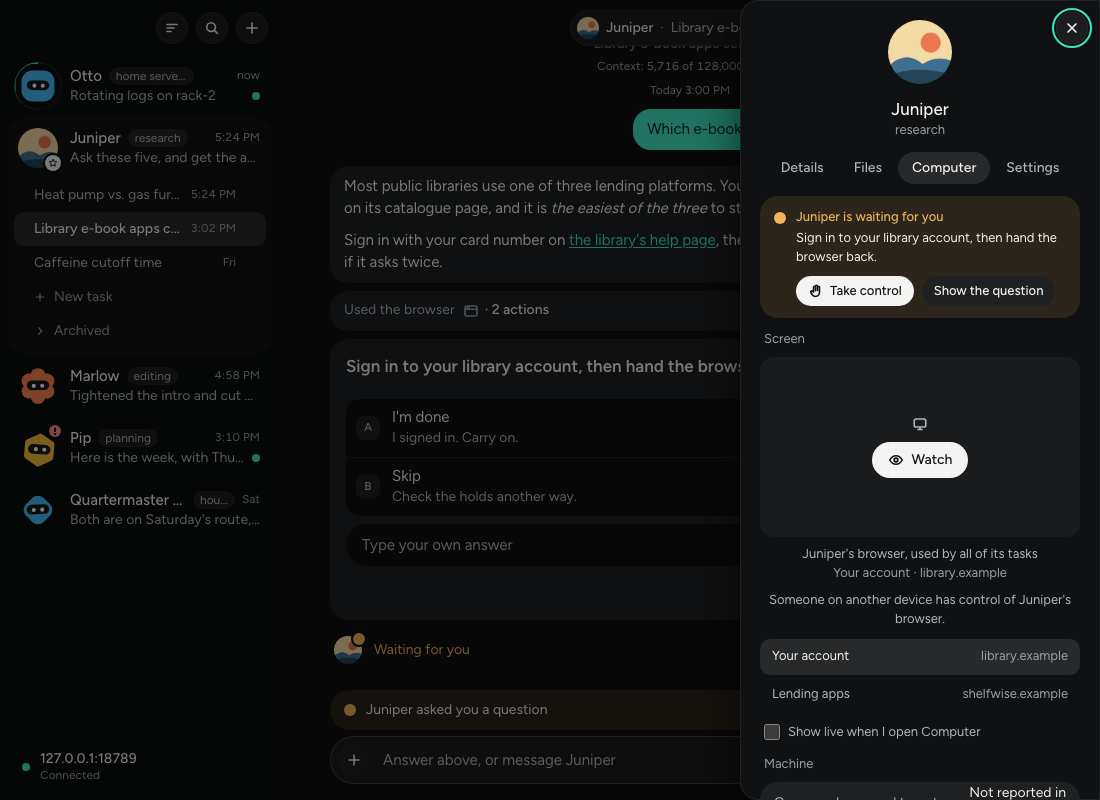 Otto home serve... now
Rotating logs on rack-2
Juniper research 5:24 PM
Ask these five, and get the a...
Heat pump vs. gas fur... 5:24 PM
Library e-book apps c... 3:02 PM
Caffeine cutoff time Fri
New task
Archived
Marlow editing 4:58 PM
Tightened the intro and cut ...
Pip planning 3:10 PM
Here is the week, with Thu...
Quartermaster ... hou... Sat
Both are on Saturday's route,...
127.0.0.1:18789
Connected
Juniper · Library e-b
Context: 5,716 of 128,000
Today 3:00 PM
Which e-book
Most public libraries use one of three lending platforms. You
on its catalogue page, and it is the easiest of the three to st
Sign in with your card number on the library's help page, the
if it asks twice.
Used the browser · 2 actions
Sign in to your library account, then hand the brows
A I'm done
I signed in. Carry on.
B Skip
Check the holds another way.
Type your own answer
Waiting for you
Juniper asked you a question
Answer above, or message Juniper
Juniper
research
Details Files Computer Settings
Juniper is waiting for you
Sign in to your library account, then hand the
browser back.
Take control Show the question
Screen
Watch
Juniper's browser, used by all of its tasks
Your account · library.example
Someone on another device has control of Juniper's
browser.
Your account library.example
Lending apps shelfwise.example
Show live when I open Computer
Machine
Not reported in